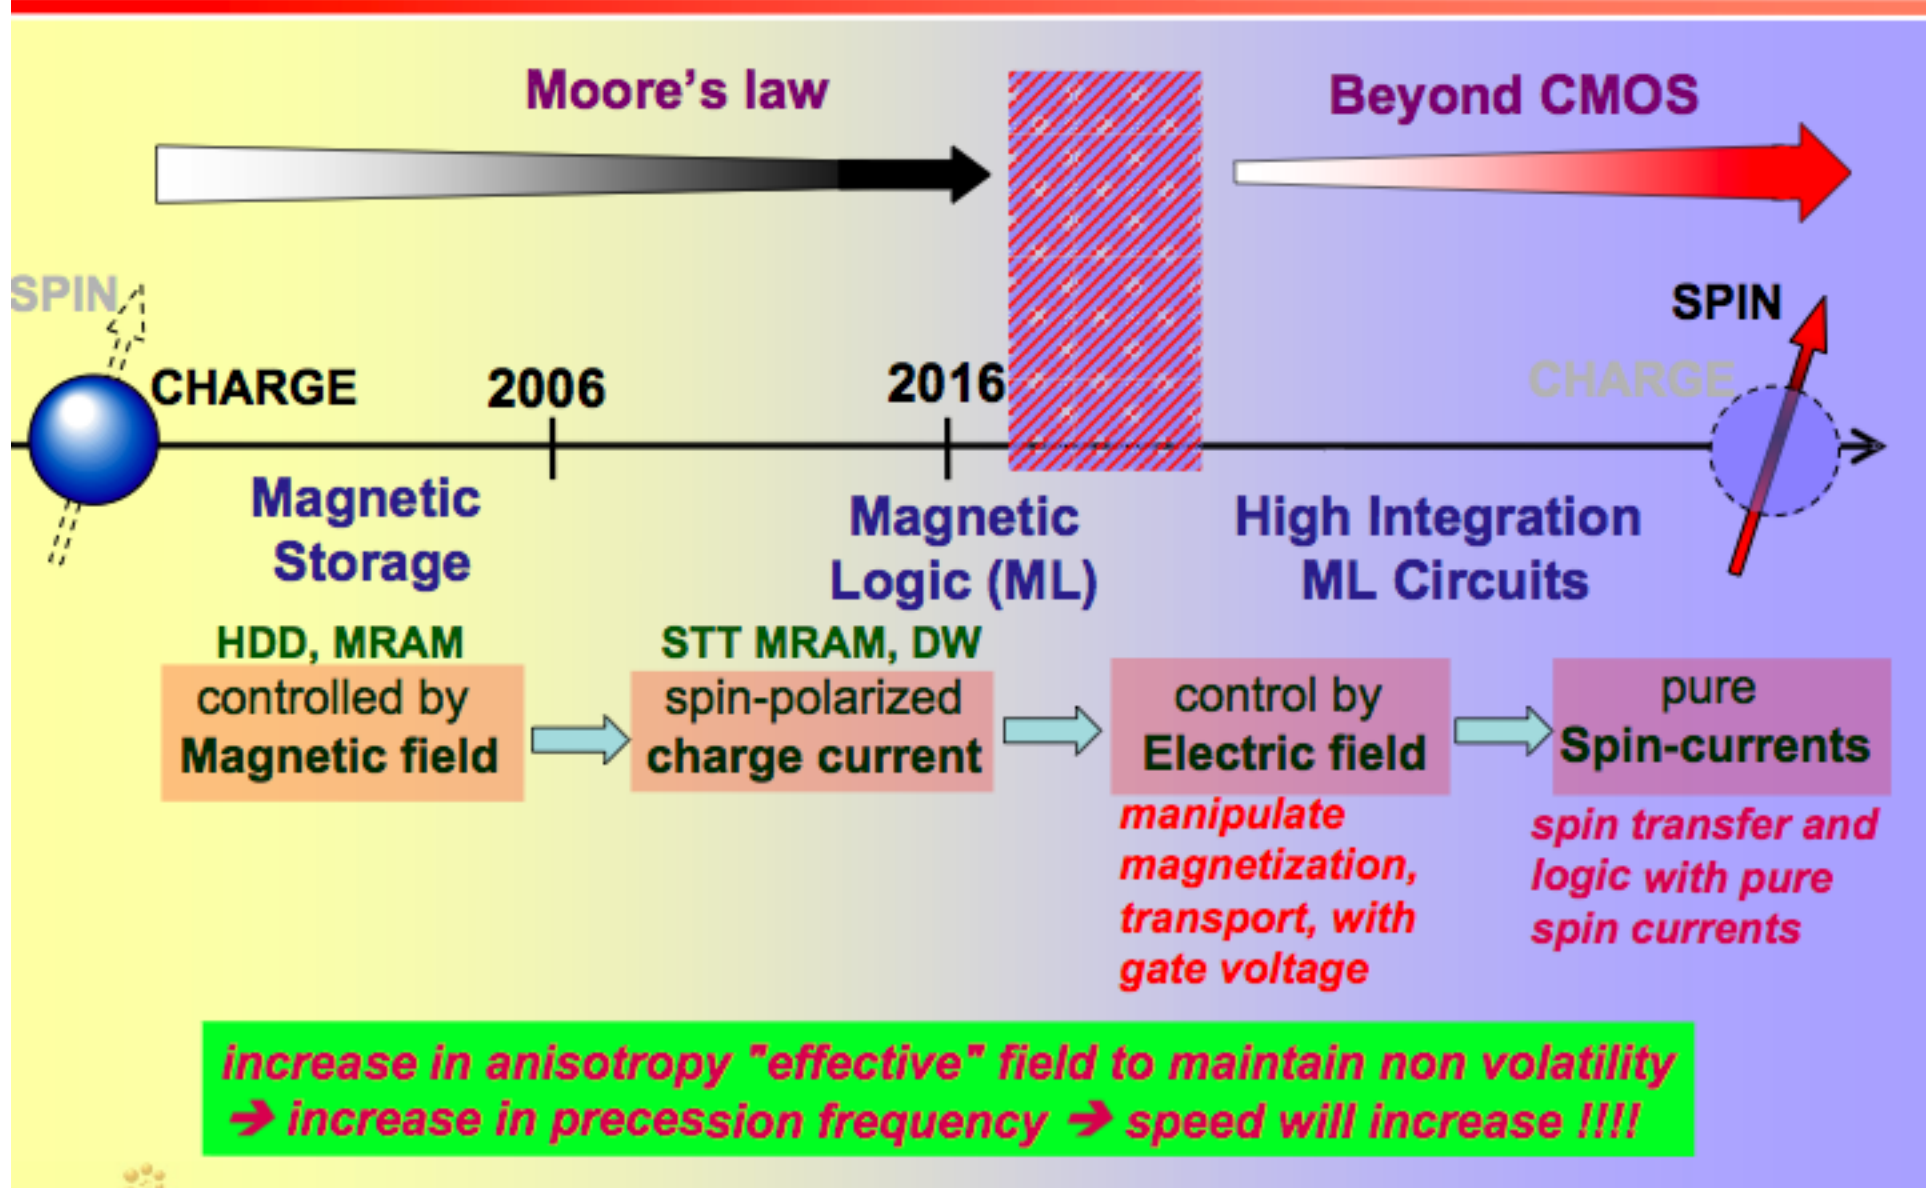 Moore's law
Beyond CMOS
SPIN
CHARGE
2006
2016
SPIN
CHARGE
Magnetic
Storage
Magnetic
Logic (ML)
High Integration
ML Circuits
HDD, MRAM
controlled by
Magnetic field
STT MRAM, DW
spin-polarized
charge current
control by
Electric field
manipulate
magnetization,
transport, with
gate voltage
pure
Spin-currents
spin transfer and
logic with pure
spin currents
increase in anisotropy "effective" field to maintain non volatility
➔ increase in precession frequency ➔ speed will increase !!!!